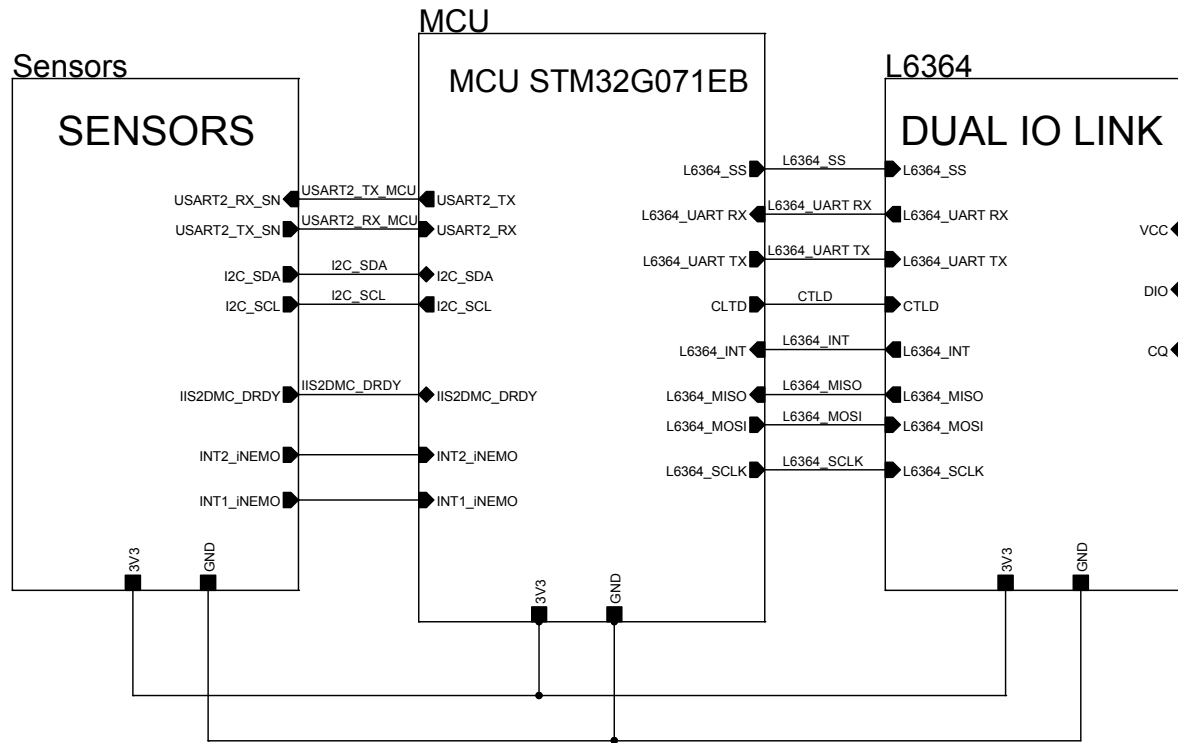 MCU
Sensors
L6364
MCU STM32G071EB
SENSORS
DUAL IO LINK
L6364_SS
L6364_SS
L6364_SS
USART2_RX_SN
USART2_TX_MCU
USART2_TX
L6364_UART RX
L6364_UART RX
L6364_UART RX
USART2_TX_SN
USART2_RX_MCU
USART2_RX
VCC
L6364_UART TX
L6364_UART TX
L6364_UART TX
I2C_SDA
I2C_SDA
I2C_SDA
DIO
I2C_SCL
I2C_SCL
I2C_SCL
CLTD
CTLD
CTLD
L6364_INT
L6364_INT
L6364_INT
CQ
IIS2DMC_DRDY
IIS2DMC_DRDY
IIS2DMC_DRDY
L6364_MISO
L6364_MISO
L6364_MISO
L6364_MOSI
L6364_MOSI
L6364_MOSI
INT2_iNEMO
INT2_iNEMO
L6364_SCLK
L6364_SCLK
L6364_SCLK
INT1_iNEMO
INT1_iNEMO
3V3
GND
3V3
GND
3V3
GND